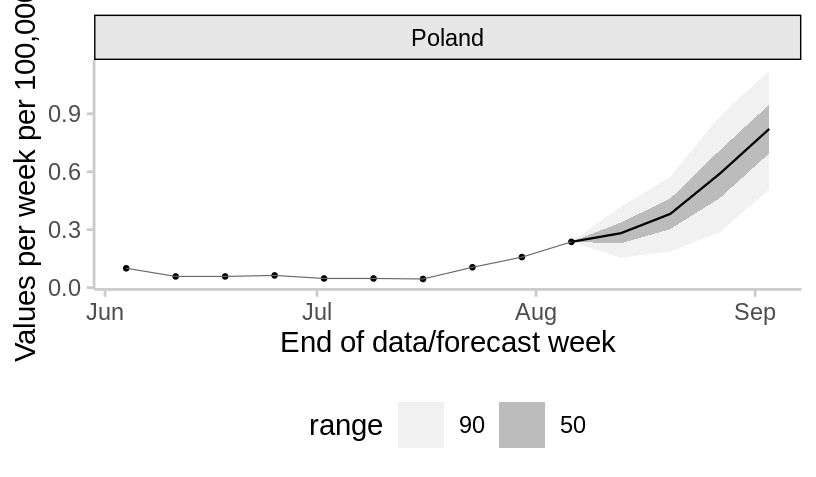 Poland
Values per week per 100,000
0.9
0.6
0.3
0.0
Jun Jul Aug Sep
End of data/forecast week
range 90 50